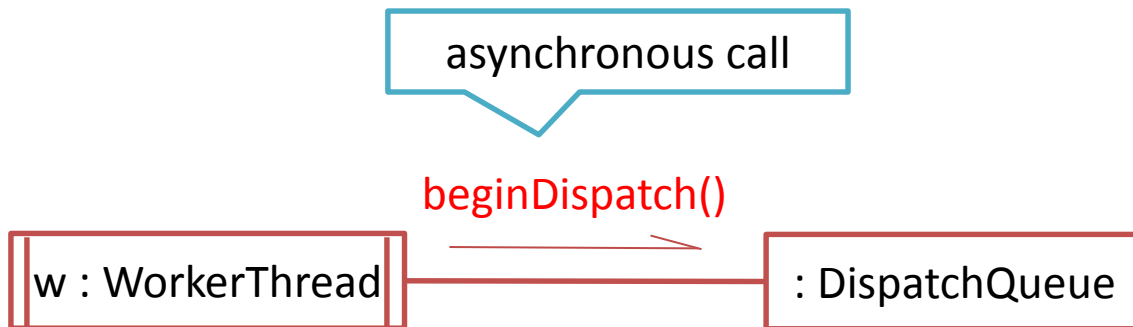 asynchronous call
beginDispatch()
w : WorkerThread
: DispatchQueue